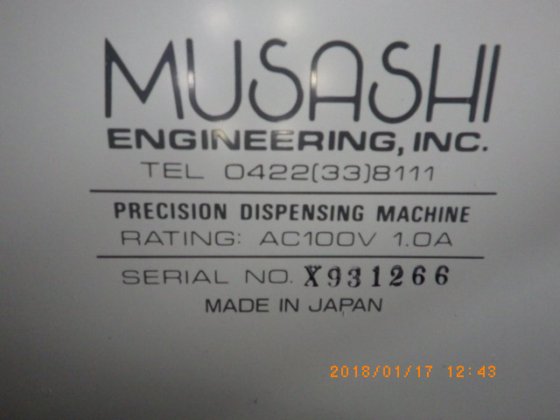 MUSASHI
ENGINEERING, INC.
TEL 0422(33)8111
PRECISION DISPENSING MACHINE
RATING: AC100V 1.0A
SERIAL NO. X931266
MADE IN JAPAN
2018/01/17 12:43